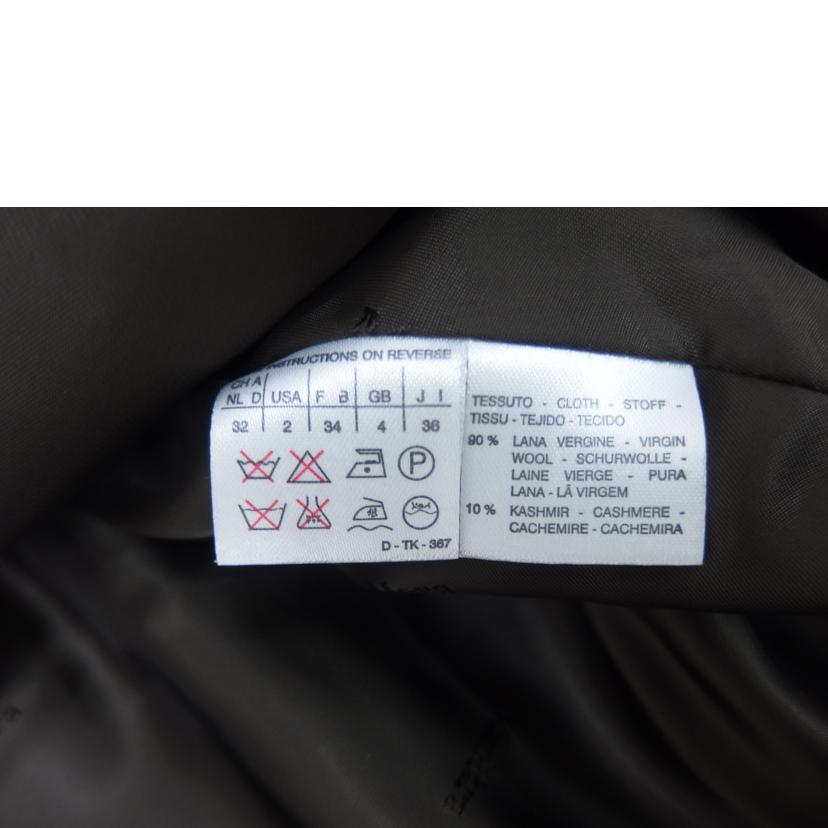 INSTRUCTIONS ON REVERSE
CH A
NL D USA F B GB J I
32 2 34 4 36
P
D - TK - 367
TESSUTO - CLOTH - STOFF -
TISSU - TEJIDO - TECIDO
90 % LANA VERGINE - VIRGIN
WOOL - SCHURWOLLE -
LAINE VIERGE - PURA
LANA - LÃ VIRGEM
10 % KASHMIR - CASHMERE -
CACHEMIRE - CACHEMIRA